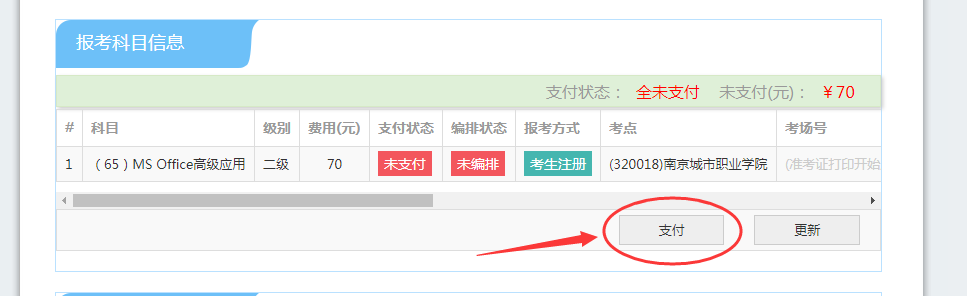 报考科目信息
支付状态： 全未支付 未支付(元)： ￥70
# 科目 级别 费用(元) 支付状态 编排状态 报考方式 考点 考场号
1 （65）MS Office高级应用 二级 70 未支付 未编排 考生注册 (320018)南京城市职业学院 (准考证打印开始
支付 更新